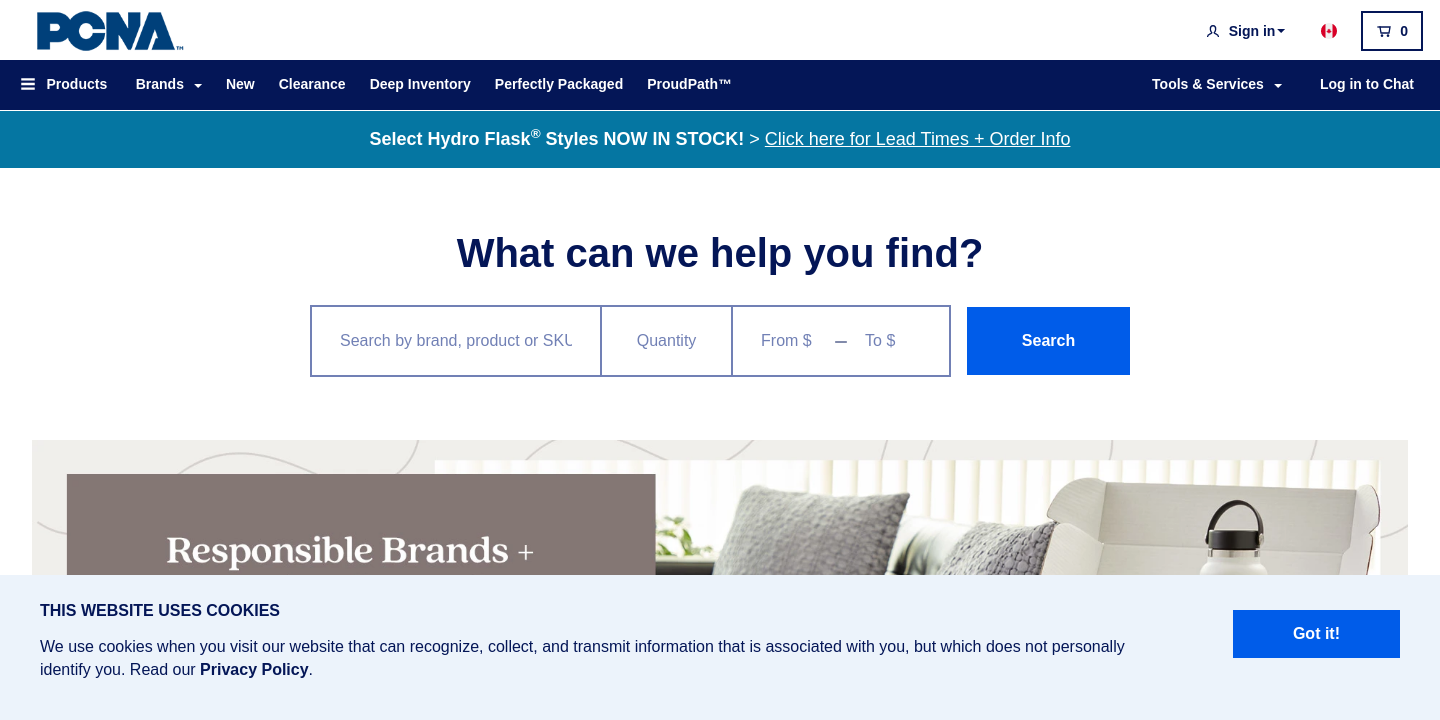 PCNA™
Sign in
0
Products
Brands
New
Clearance
Deep Inventory
Perfectly Packaged
ProudPath™
Tools & Services
Log in to Chat
Select Hydro Flask® Styles NOW IN STOCK! > Click here for Lead Times + Order Info
What can we help you find?
Search by brand, product or SKU
Quantity
From $
–
To $
Search
Responsible Brands +
THIS WEBSITE USES COOKIES
We use cookies when you visit our website that can recognize, collect, and transmit information that is associated with you, but which does not personally
identify you. Read our Privacy Policy.
Got it!